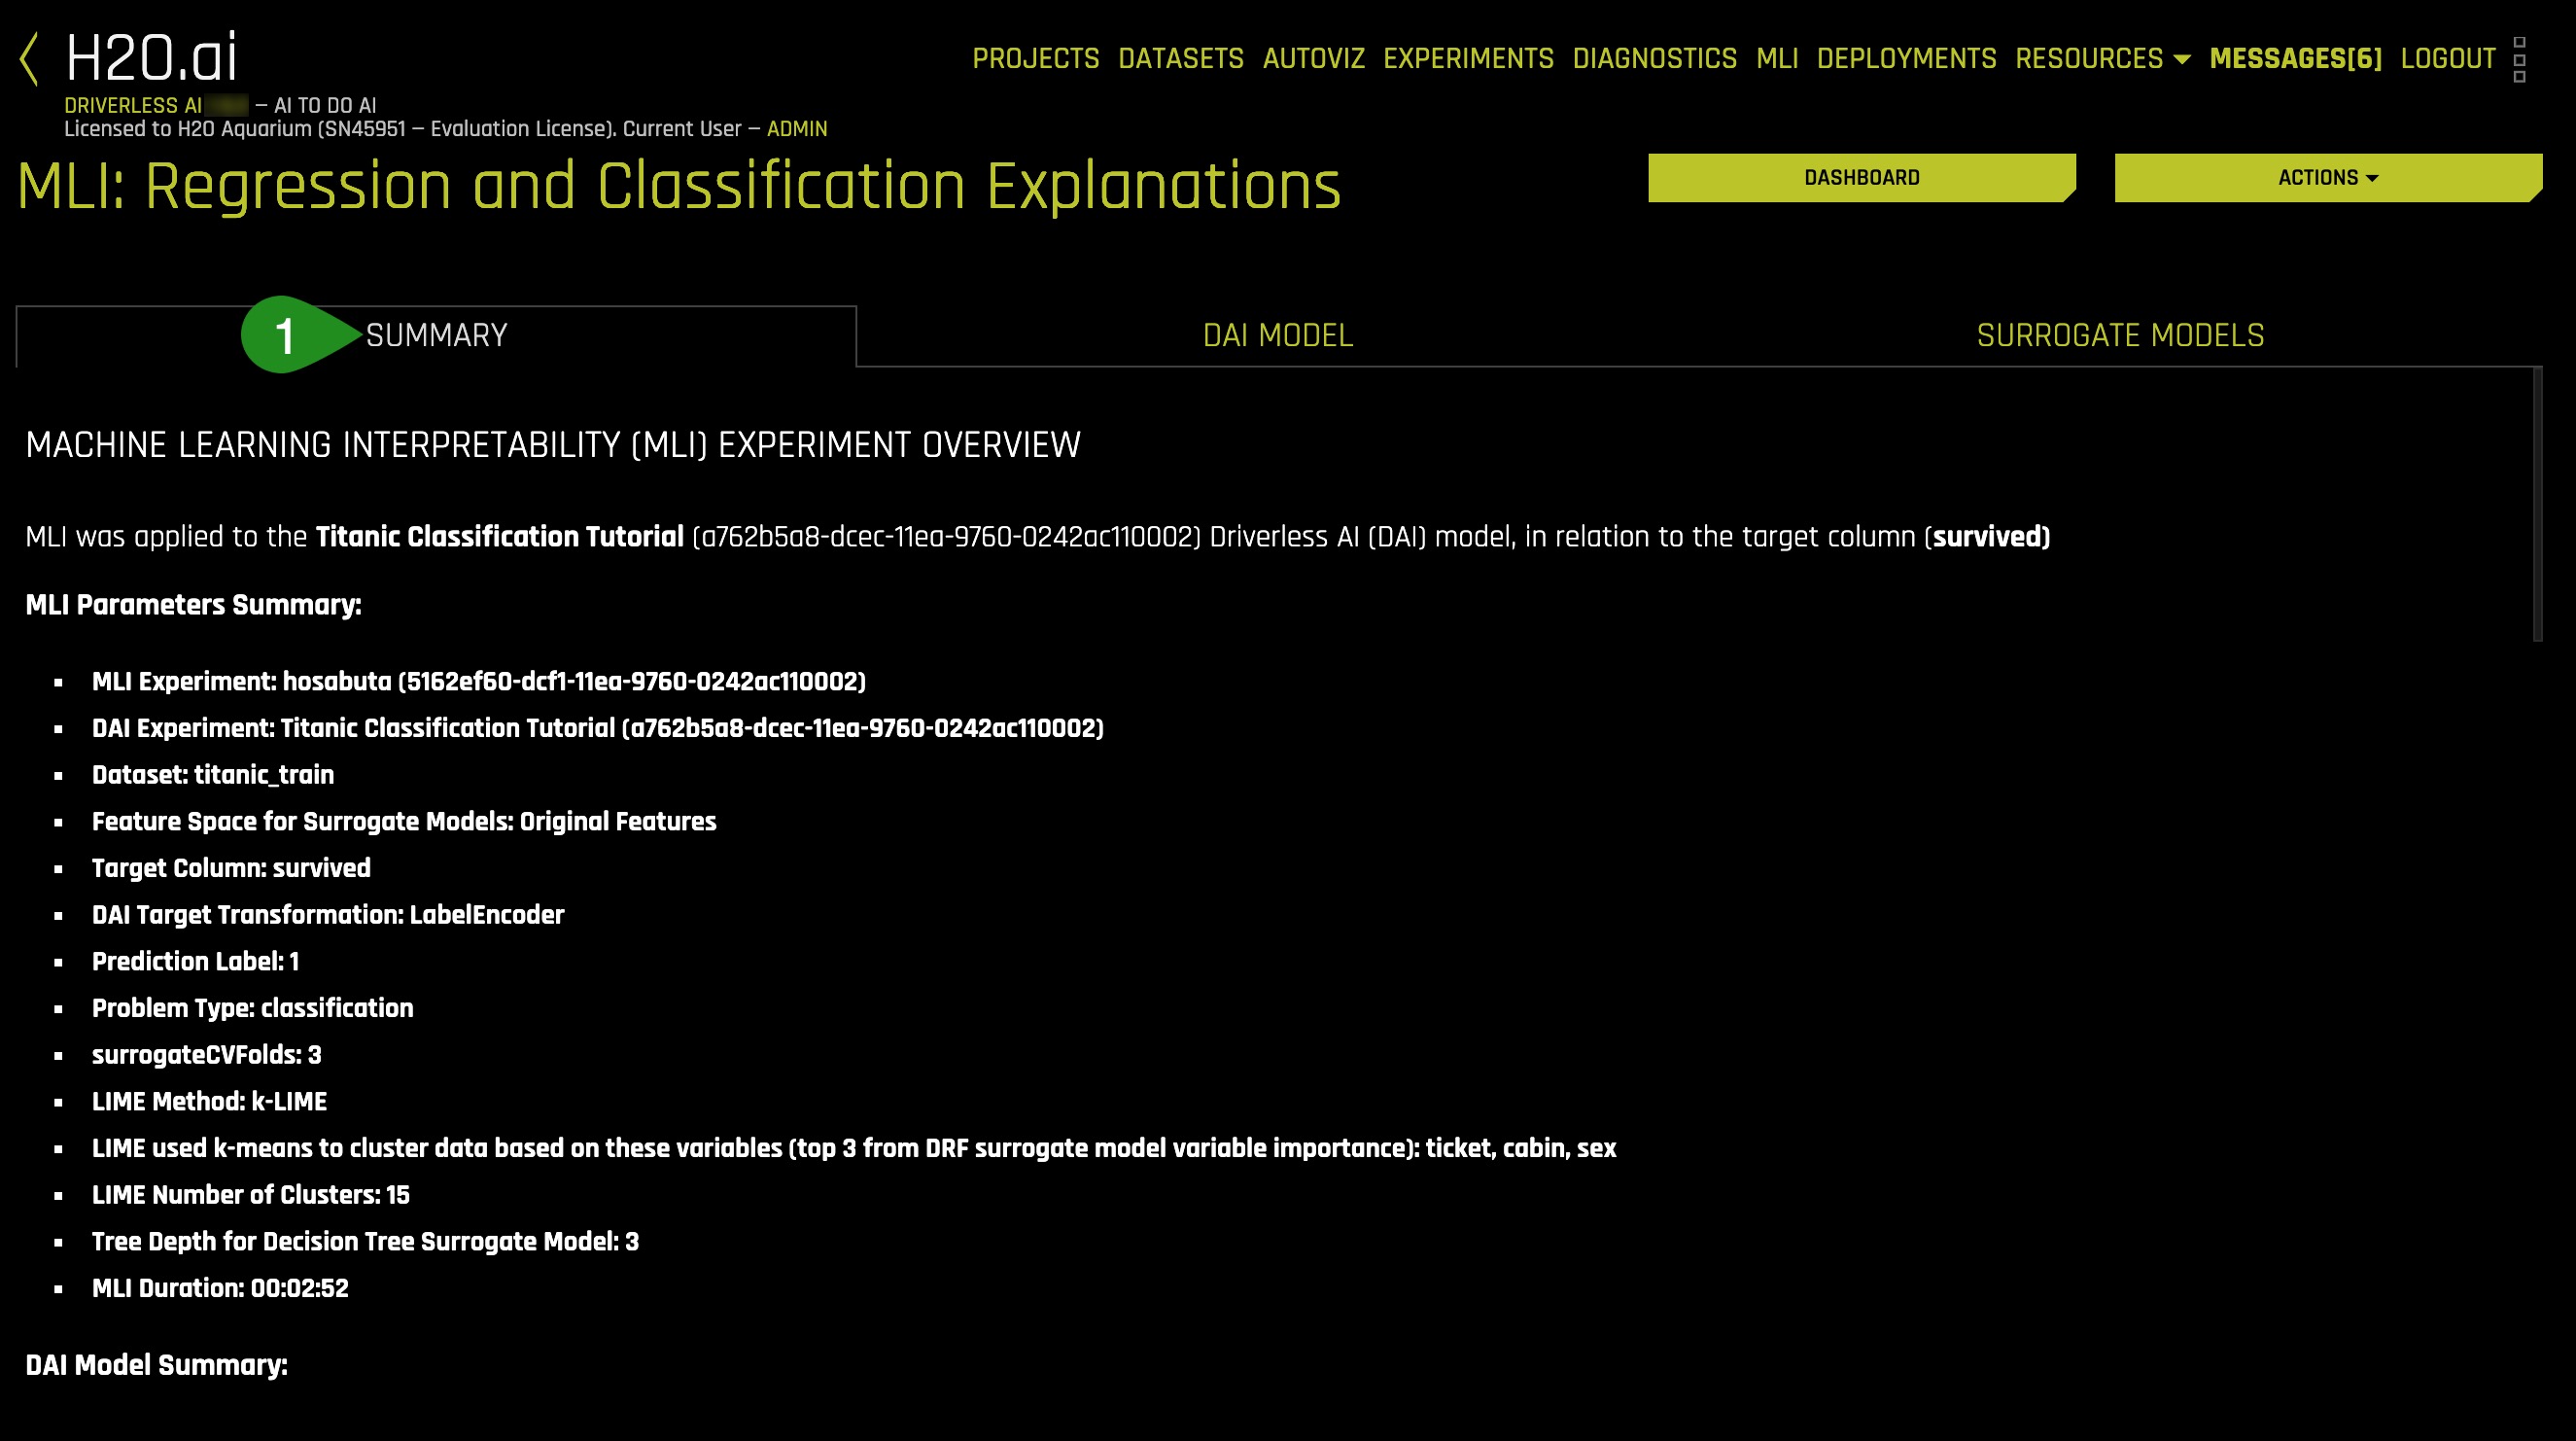 H2O.ai
PROJECTS DATASETS AUTOVIZ EXPERIMENTS DIAGNOSTICS MLI DEPLOYMENTS RESOURCES MESSAGES[6] LOGOUT
DRIVERLESS AI – AI TO DO AI
Licensed to H2O Aquarium (SN45951 – Evaluation License). Current User – ADMIN
MLI: Regression and Classification Explanations
DASHBOARD
ACTIONS
1
SUMMARY
DAI MODEL
SURROGATE MODELS
MACHINE LEARNING INTERPRETABILITY (MLI) EXPERIMENT OVERVIEW
MLI was applied to the Titanic Classification Tutorial (a762b5a8-dcec-11ea-9760-0242ac110002) Driverless AI (DAI) model, in relation to the target column (survived)
MLI Parameters Summary:
▪ MLI Experiment: hosabuta (5162ef60-dcf1-11ea-9760-0242ac110002)
▪ DAI Experiment: Titanic Classification Tutorial (a762b5a8-dcec-11ea-9760-0242ac110002)
▪ Dataset: titanic_train
▪ Feature Space for Surrogate Models: Original Features
▪ Target Column: survived
▪ DAI Target Transformation: LabelEncoder
▪ Prediction Label: 1
▪ Problem Type: classification
▪ surrogateCVFolds: 3
▪ LIME Method: k-LIME
▪ LIME used k-means to cluster data based on these variables (top 3 from DRF surrogate model variable importance): ticket, cabin, sex
▪ LIME Number of Clusters: 15
▪ Tree Depth for Decision Tree Surrogate Model: 3
▪ MLI Duration: 00:02:52
DAI Model Summary: